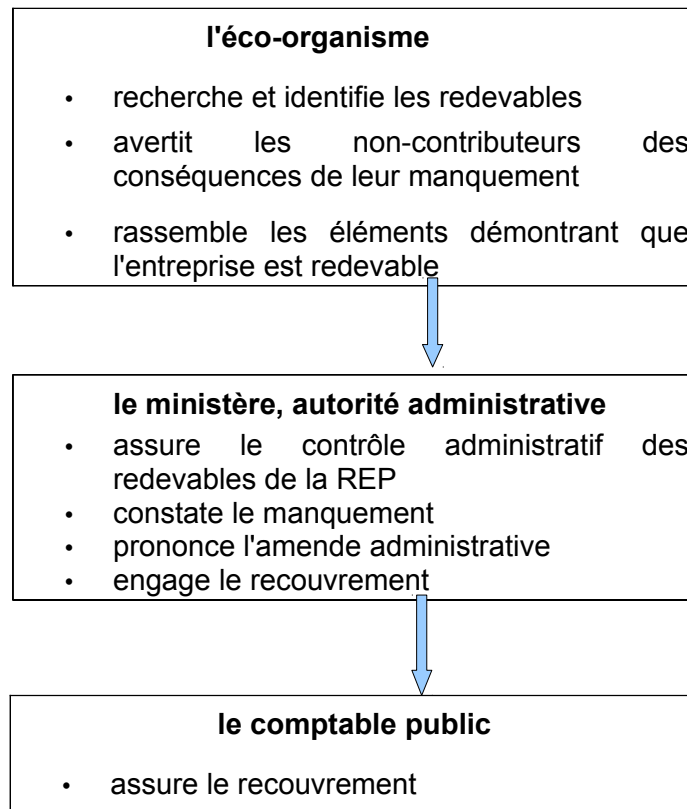 l'éco-organisme
• recherche et identifie les redevables
• avertit les non-contributeurs des
conséquences de leur manquement
• rassemble les éléments démontrant que
l'entreprise est redevable
le ministère, autorité administrative
• assure le contrôle administratif des
redevables de la REP
• constate le manquement
• prononce l'amende administrative
• engage le recouvrement
le comptable public
• assure le recouvrement